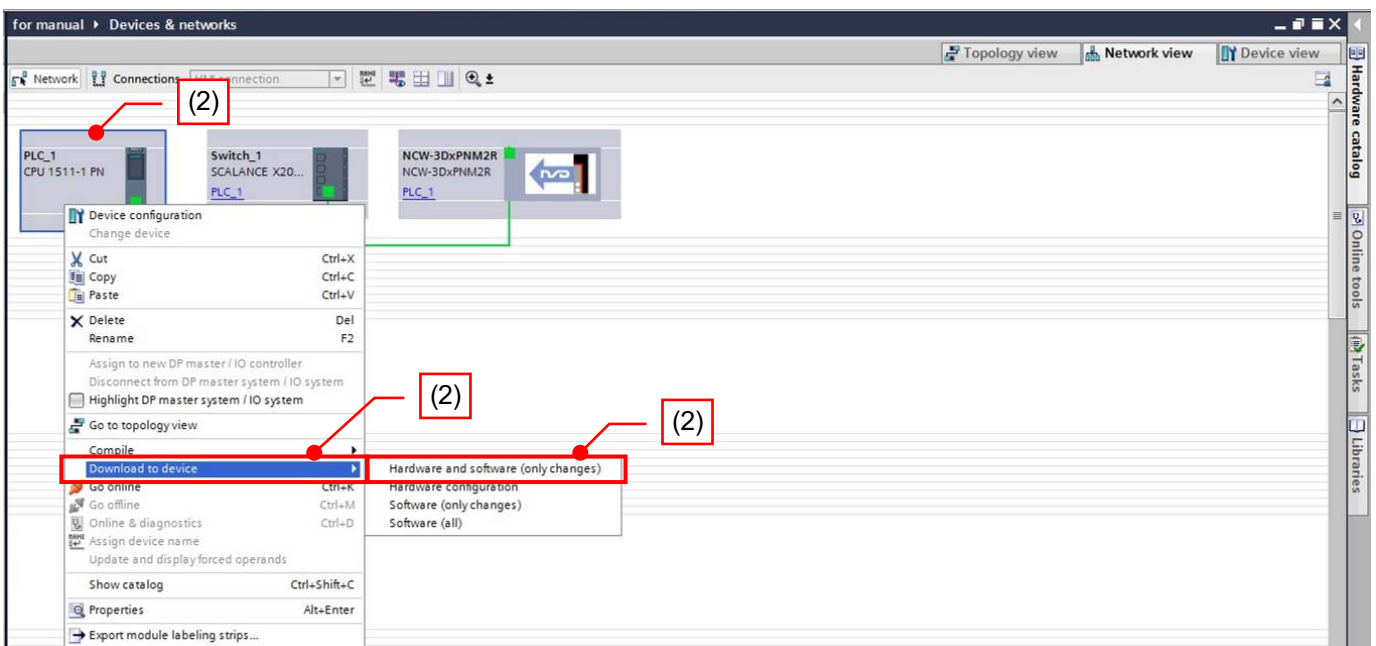 for manual ▸ Devices & networks
Topology view Network view Device view
Network Connections connection
(2)
PLC_1
CPU 1511-1 PN
Switch_1
SCALANCE X20...
PLC_1
NCW-3DxPNM2R
NCW-3DxPNM2R
PLC_1
Device configuration
Change device
Cut Ctrl+X
Copy Ctrl+C
Paste Ctrl+V
Delete Del
Rename F2
Assign to new DP master / IO controller
Disconnect from DP master system / IO system
Highlight DP master system / IO system
(2)
Go to topology view
(2)
Compile
Download to device
Hardware and software (only changes)
Go online Ctrl+K
Hardware configuration
Go offline Ctrl+M
Software (only changes)
Online & diagnostics Ctrl+D
Software (all)
Assign device name
Update and display forced operands
Show catalog Ctrl+Shift+C
Properties Alt+Enter
Export module labeling strips...
Hardware catalog
Online tools
Tasks
Libraries